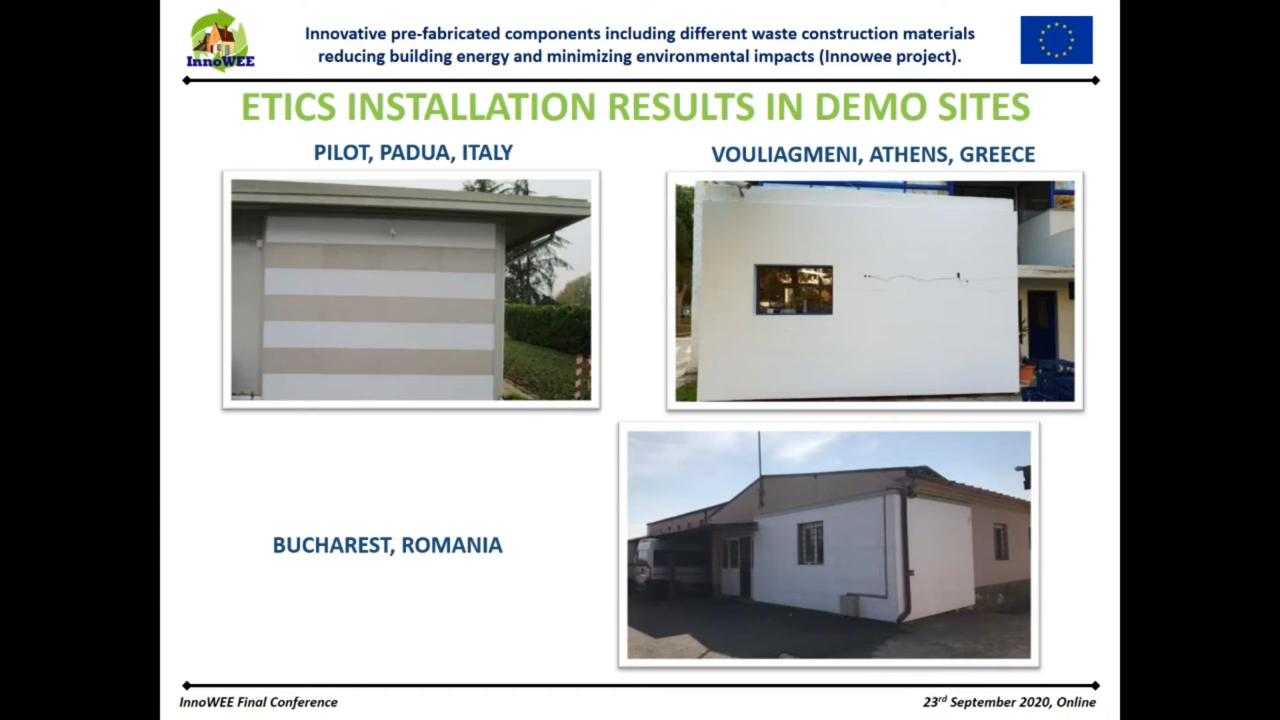 InnoWEE
Innovative pre-fabricated components including different waste construction materials
reducing building energy and minimizing environmental impacts (Innowee project).
ETICS INSTALLATION RESULTS IN DEMO SITES
PILOT, PADUA, ITALY
VOULIAGMENI, ATHENS, GREECE
BUCHAREST, ROMANIA
InnoWEE Final Conference
23rd September 2020, Online